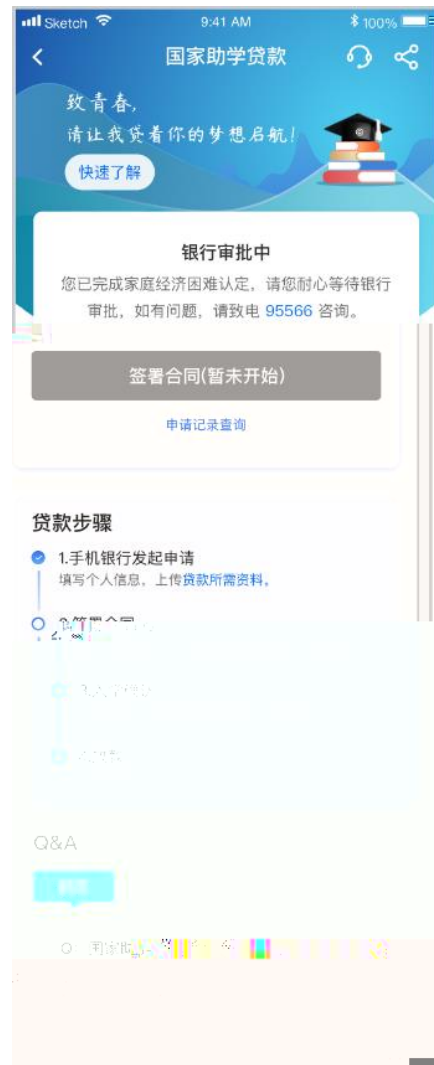 Sketch 9:41 AM 100%
国家助学贷款
致青春,
请让我贷着你的梦想启航!
快速了解
银行审批中
您已完成家庭经济困难认定，请您耐心等待银行
审批，如有问题，请致电 95566 咨询。
签署合同(暂未开始)
申请记录查询
贷款步骤
1.手机银行发起申请
填写个人信息，上传贷款所需资料。
Q&A